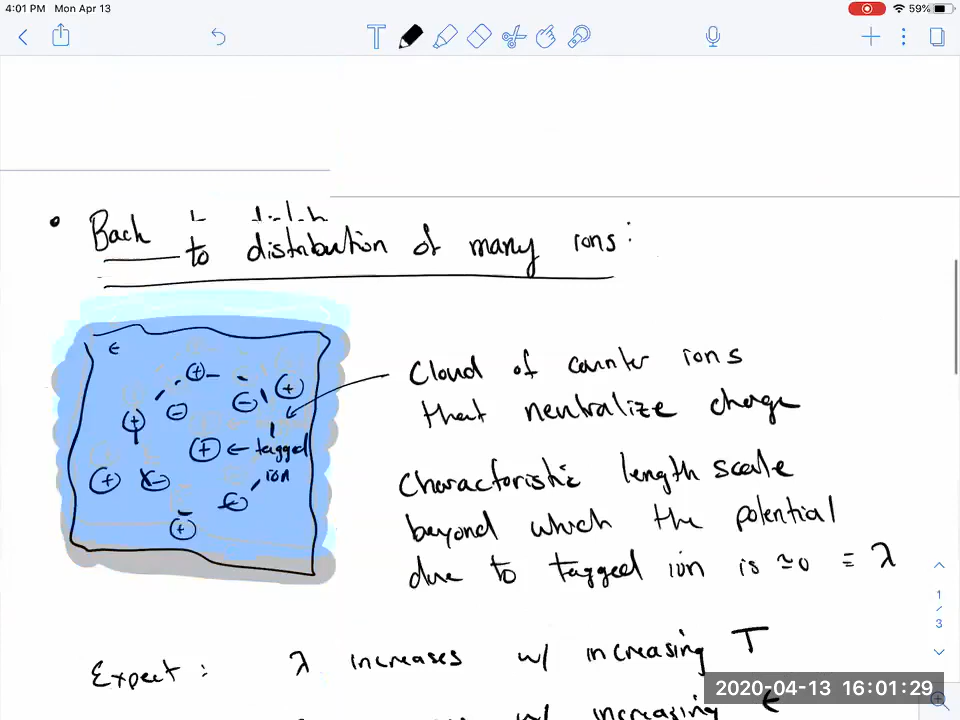 4:01 PM Mon Apr 13
59%
T
• Back to distribution of many ions:
ϵ
+ + − − + + ← tagged
ion
+ − − +
Cloud of counter ions
that neutralize charge
Characteristic length scale
beyond which the potential
due to tagged ion is ≃0 ≡ λ
1
/
3
Expect: λ increases w/ increasing T
w/ increasing ϵ
2020-04-13 16:01:29